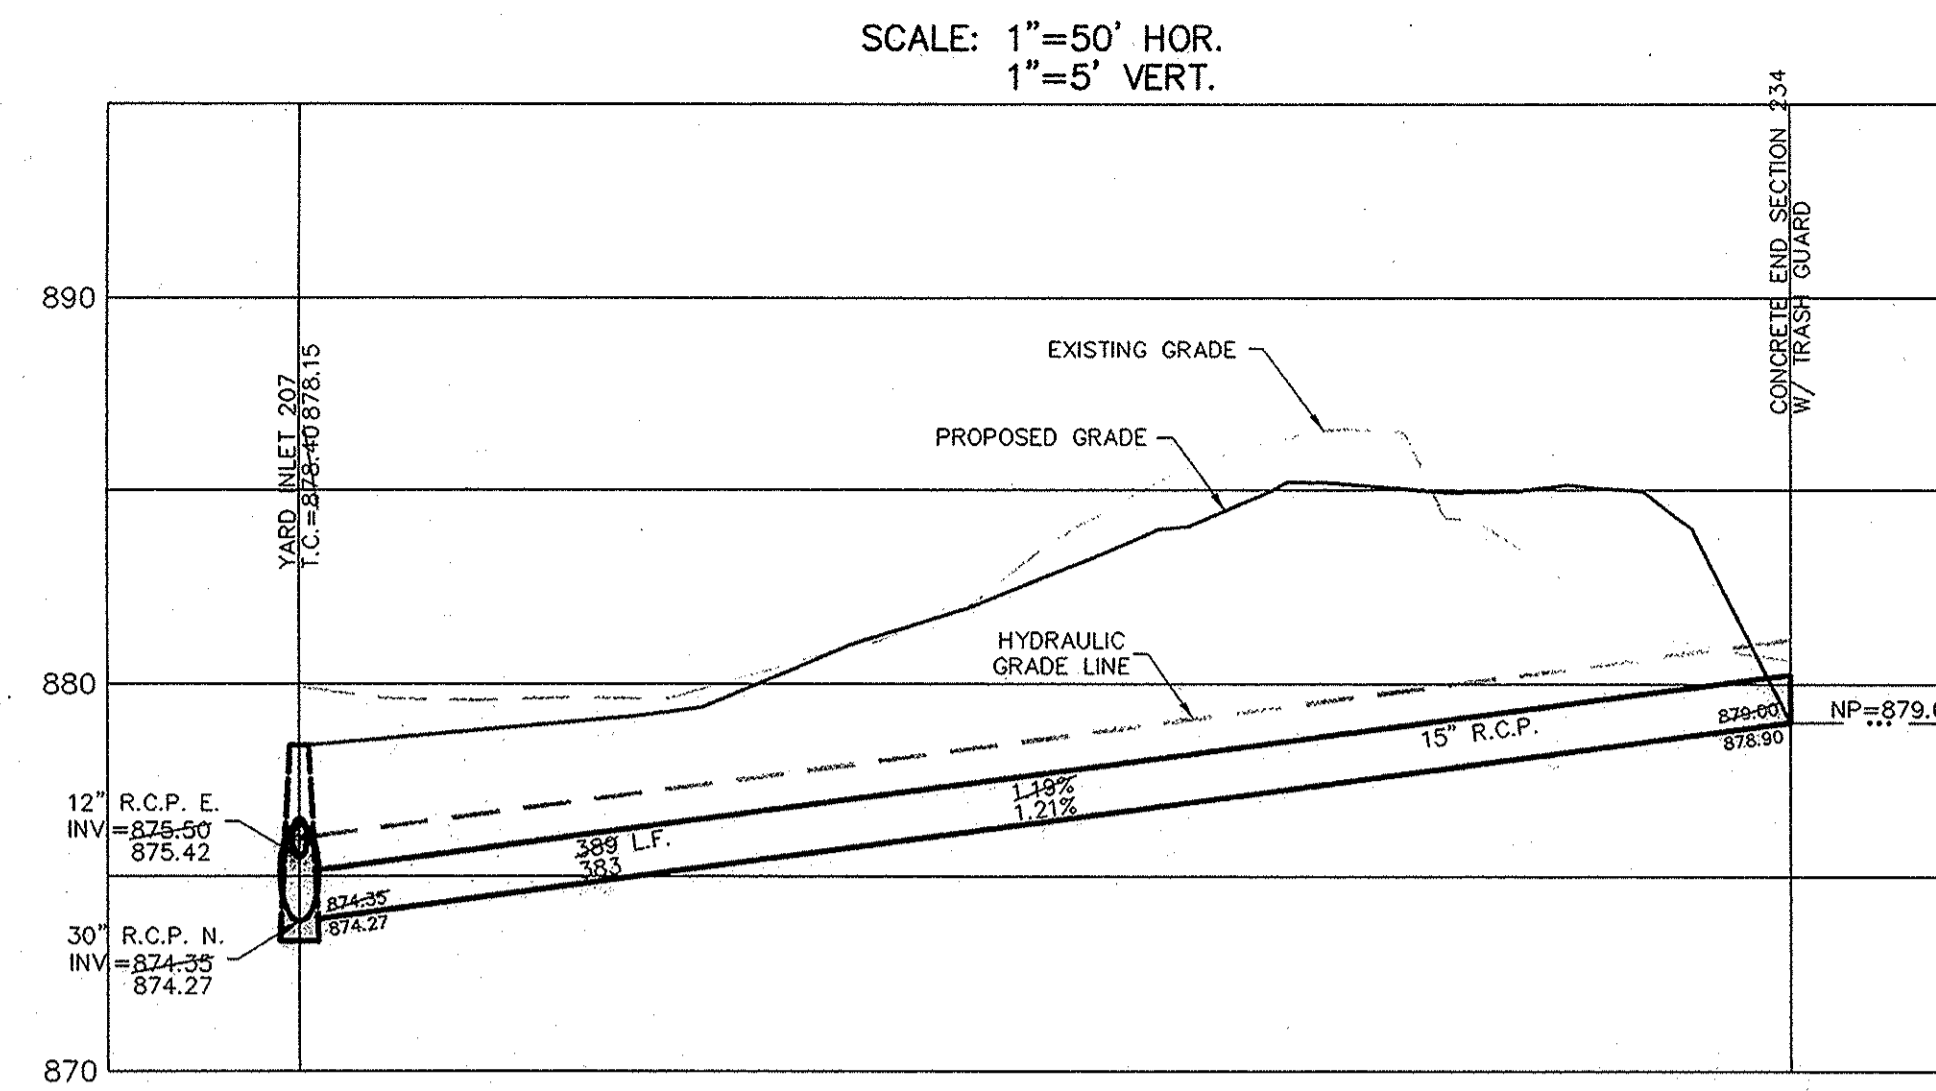 SCALE: 1"=50' HOR.
1"=5' VERT.
CONCRETE END SECTION 234
W/ TRASH GUARD
890
YARD INLET 207
T.C.=878.40 878.15
EXISTING GRADE
PROPOSED GRADE
HYDRAULIC
GRADE LINE
880
879.00
878.90
15" R.C.P.
1.19%
1.21%
389 L.F.
383
12" R.C.P. E.
INV=875.50
875.42
874.35
874.27
30" R.C.P. N.
INV=874.35
874.27
870